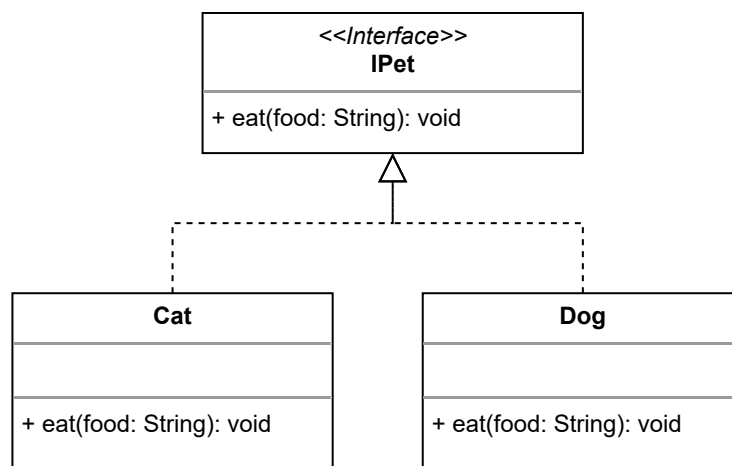 <<Interface>>
IPet
+ eat(food: String): void
Cat
+ eat(food: String): void
Dog
+ eat(food: String): void